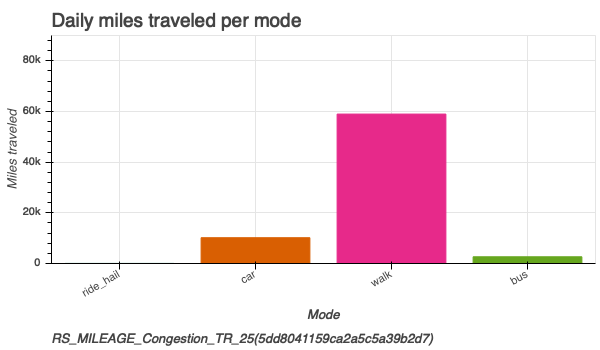 Daily miles traveled per mode
80k
60k
40k
20k
0
Miles traveled
ride_hail
car
walk
bus
Mode
RS_MILEAGE_Congestion_TR_25(5dd8041159ca2a5c5a39b2d7)